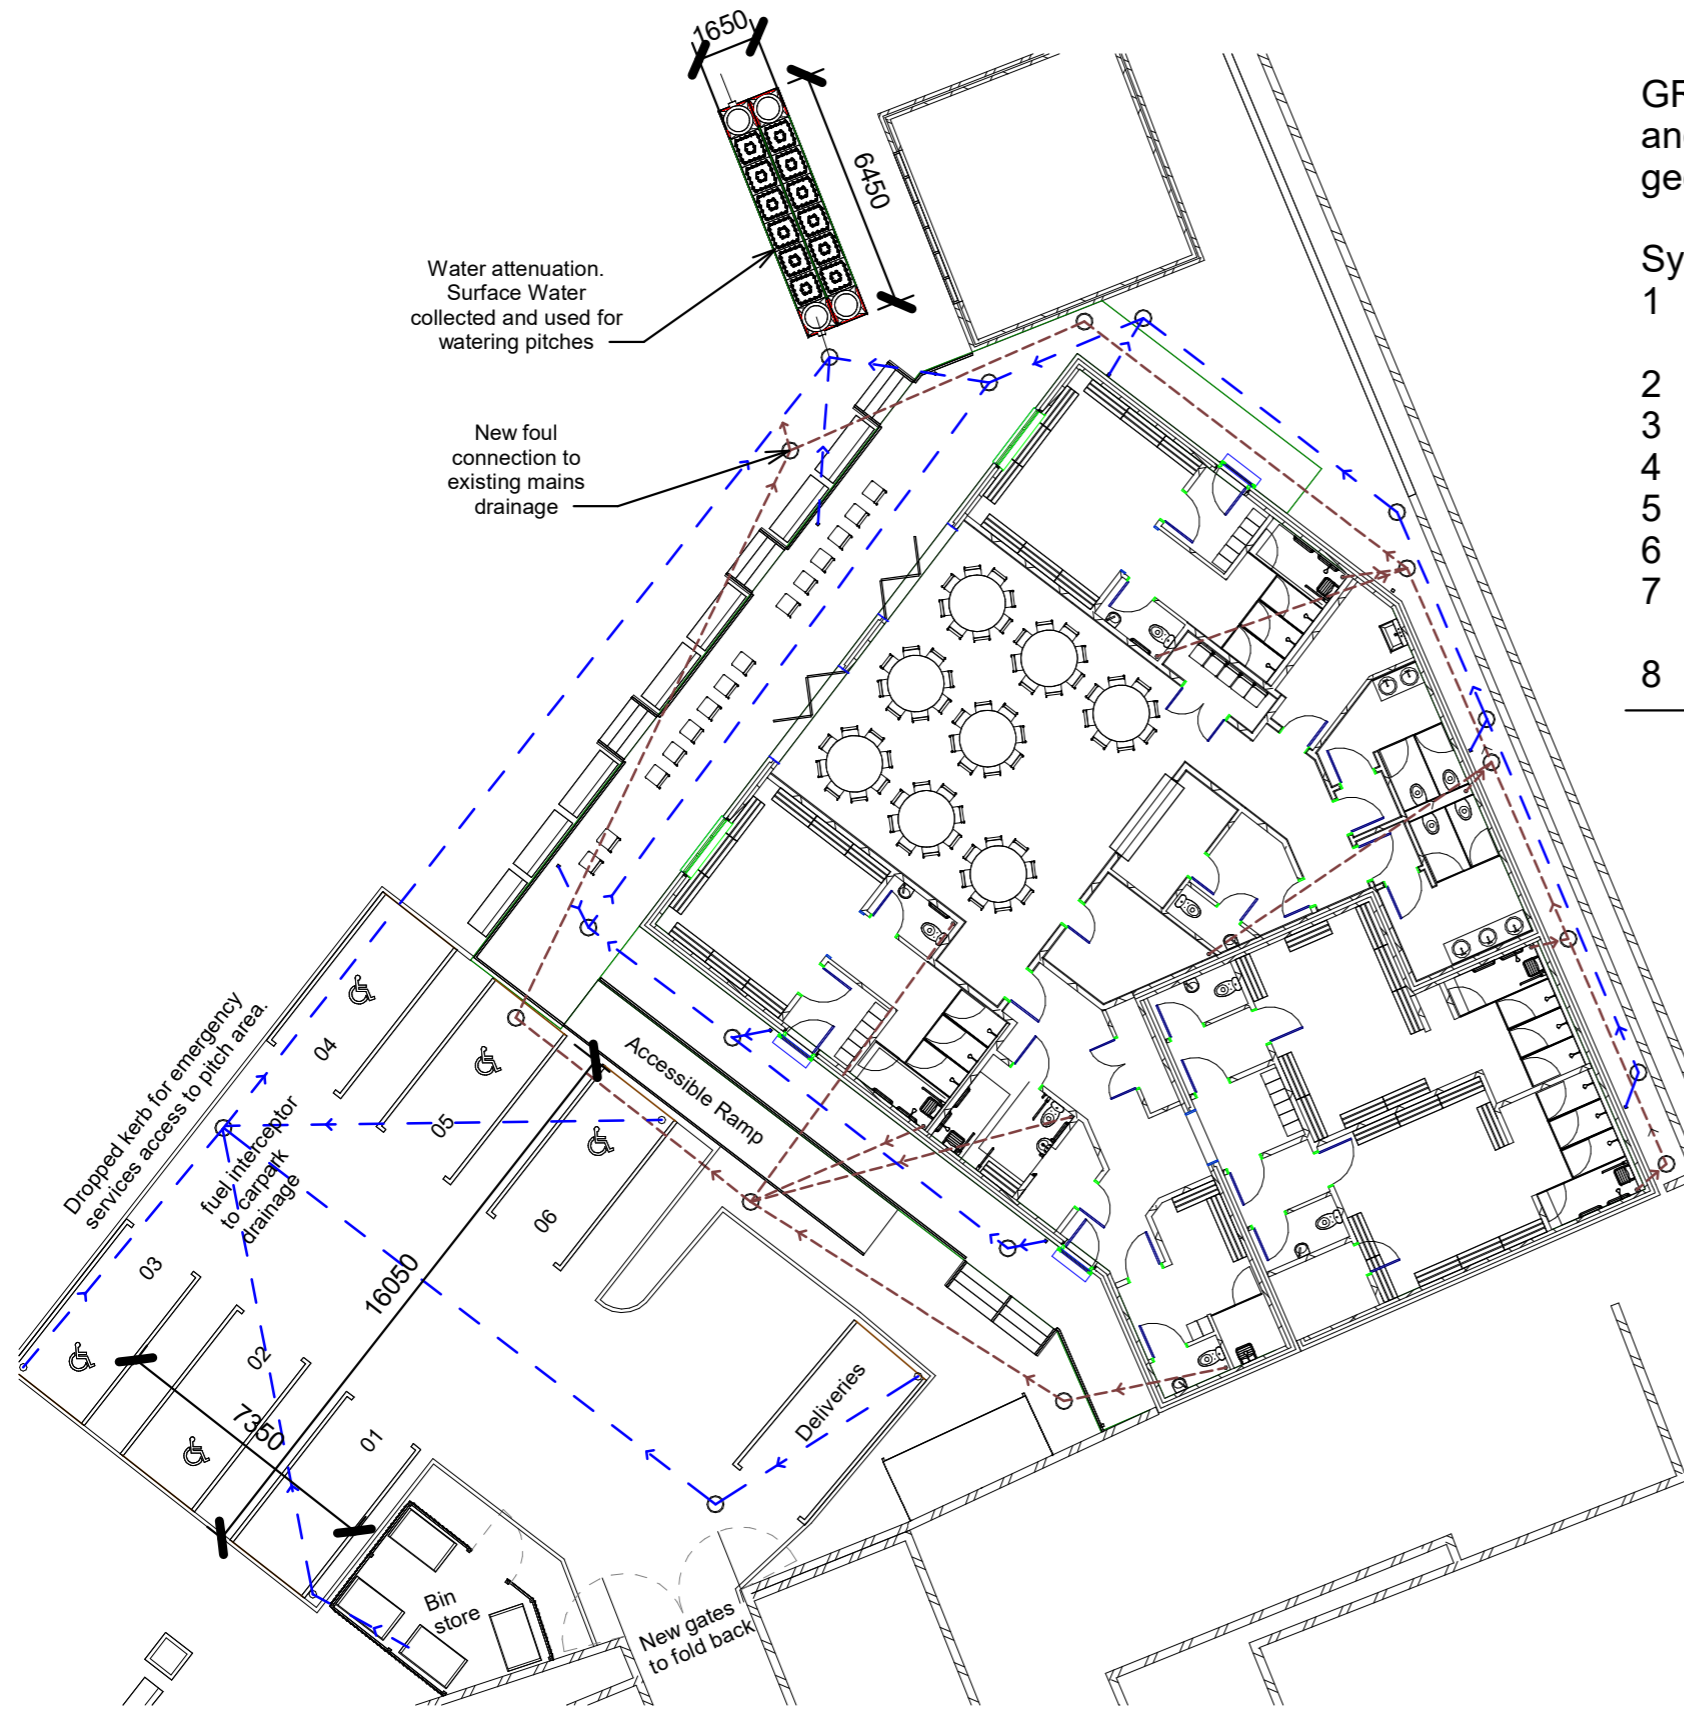 1650
6450
GR
an
ge
Sy
1
2
3
4
5
6
7
8
Water attenuation.
Surface Water
collected and used for
watering pitches
New foul
connection to
existing mains
drainage
Dropped kerb for emergency
services access to pitch area.
fuel interceptor
to carpark
drainage
Accessible Ramp
04
05
06
03
02
01
16050
7350
Deliveries
Bin
store
New gates
to fold back